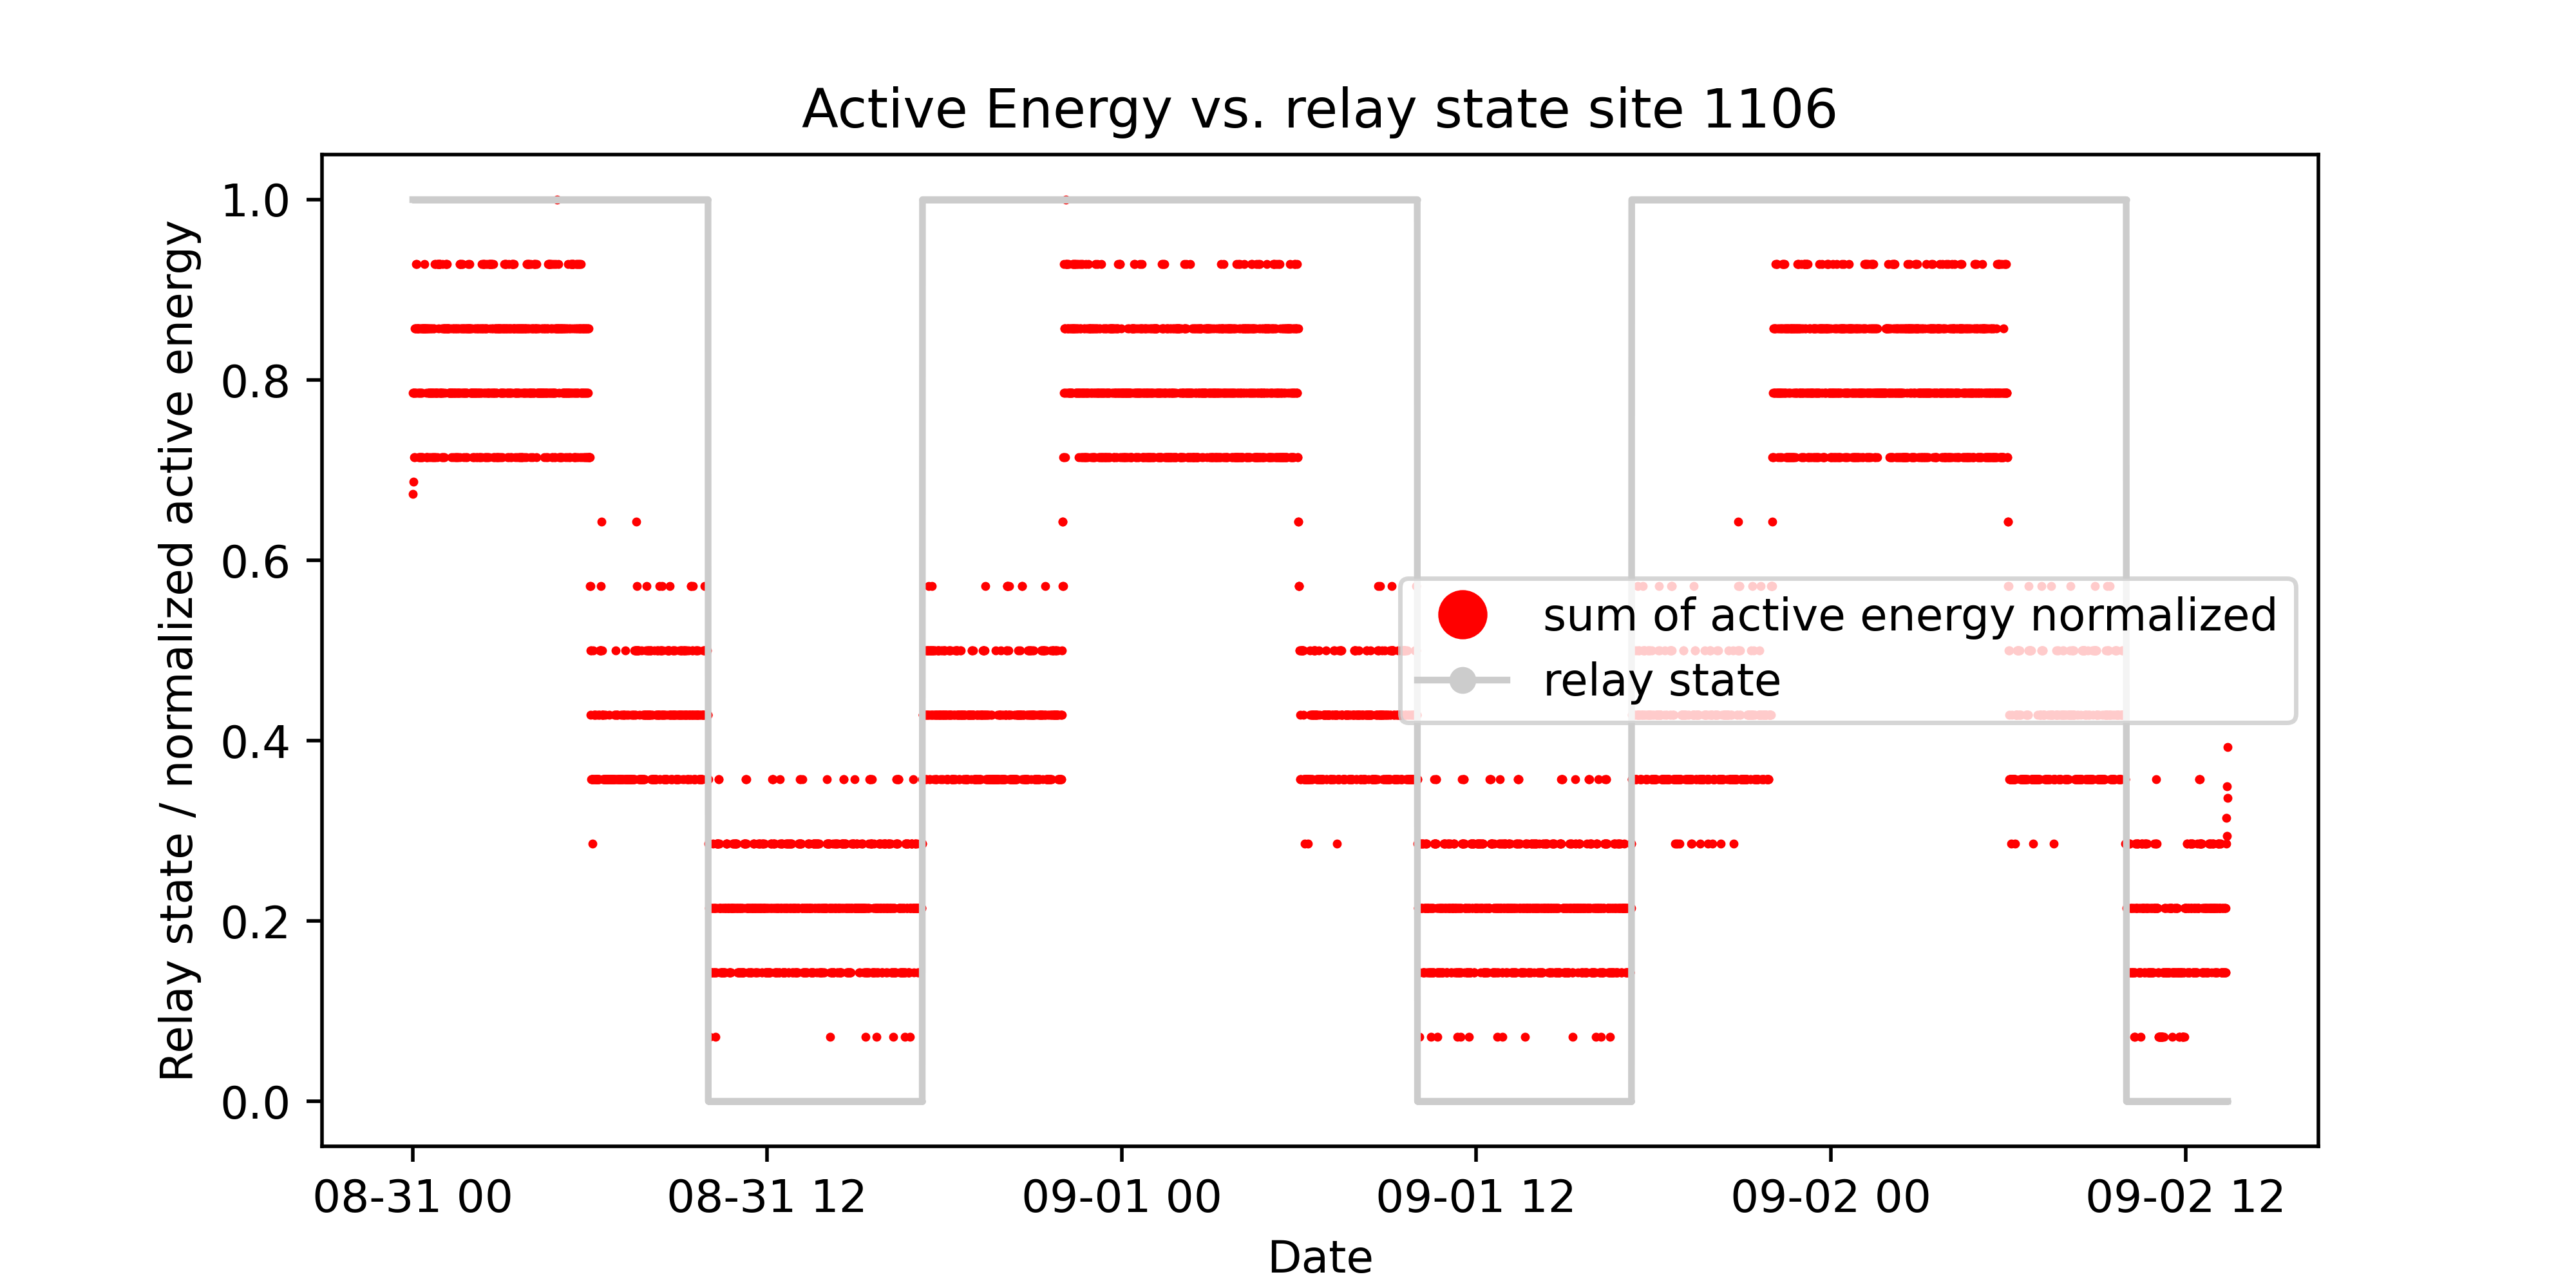 Active Energy vs. relay state site 1106
Relay state / normalized active energy
1.0
0.8
0.6
0.4
0.2
0.0
sum of active energy normalized
relay state
08-31 00
08-31 12
09-01 00
09-01 12
09-02 00
09-02 12
Date